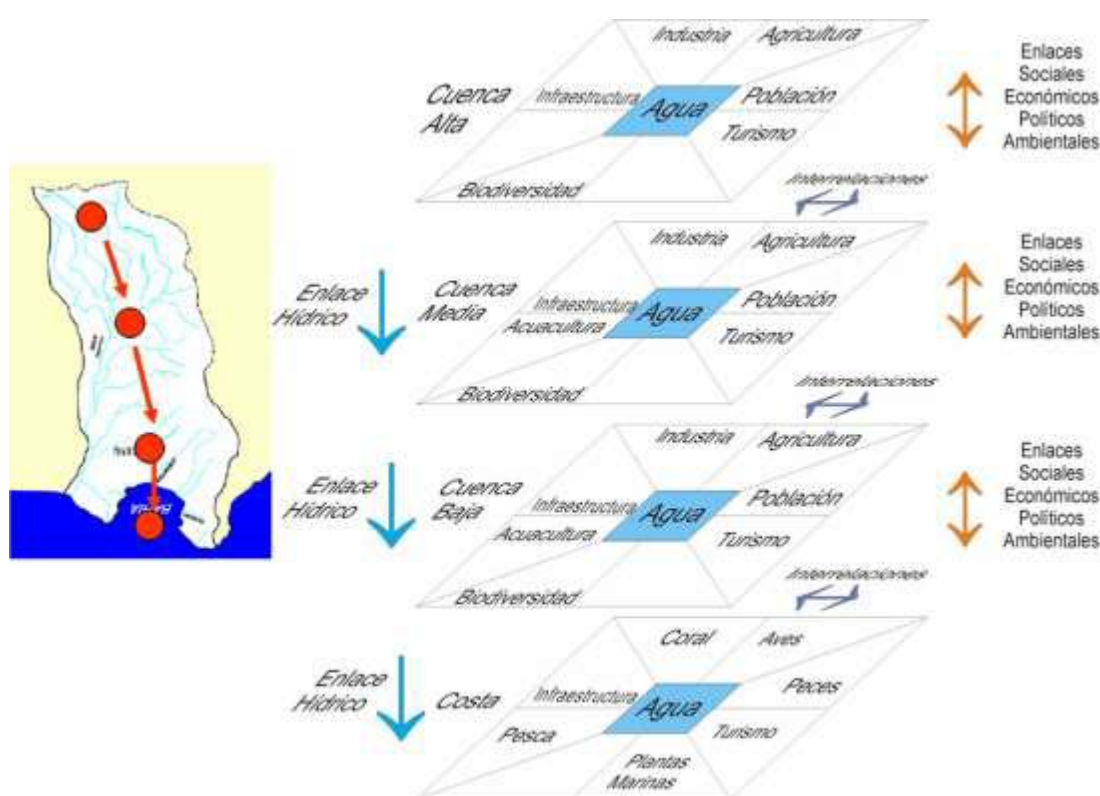 Industria
Agricultura
Cuenca
Alta
Infraestructura
Agua
Población
Turismo
Biodiversidad
Enlaces
Sociales
Económicos
Políticos
Ambientales
Interrelaciones
Enlace
Hídrico
Cuenca
Media
Industria
Agricultura
Infraestructura
Acuacultura
Agua
Población
Turismo
Biodiversidad
Enlaces
Sociales
Económicos
Políticos
Ambientales
Interrelaciones
Enlace
Hídrico
Cuenca
Baja
Industria
Agricultura
Infraestructura
Acuacultura
Agua
Población
Turismo
Biodiversidad
Enlaces
Sociales
Económicos
Políticos
Ambientales
Interrelaciones
Enlace
Hídrico
Costa
Coral
Aves
Infraestructura
Agua
Peces
Pesca
Turismo
Plantas
Marinas